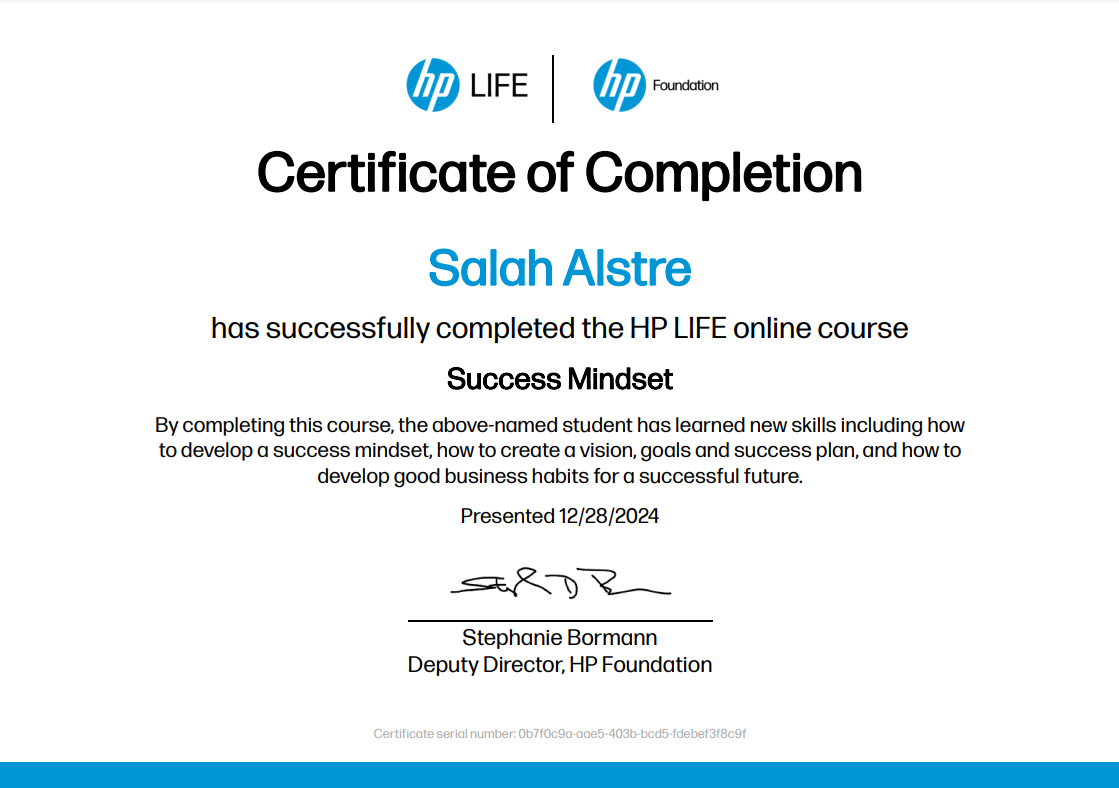 hp LIFE
hp Foundation
Certificate of Completion
Salah Alstre
has successfully completed the HP LIFE online course
Success Mindset
By completing this course, the above-named student has learned new skills including how
to develop a success mindset, how to create a vision, goals and success plan, and how to
develop good business habits for a successful future.
Presented 12/28/2024
Stephanie Bormann
Deputy Director, HP Foundation
Certificate serial number: 0b7f0c9a-aae5-403b-bcd5-fdebef3f8c9f